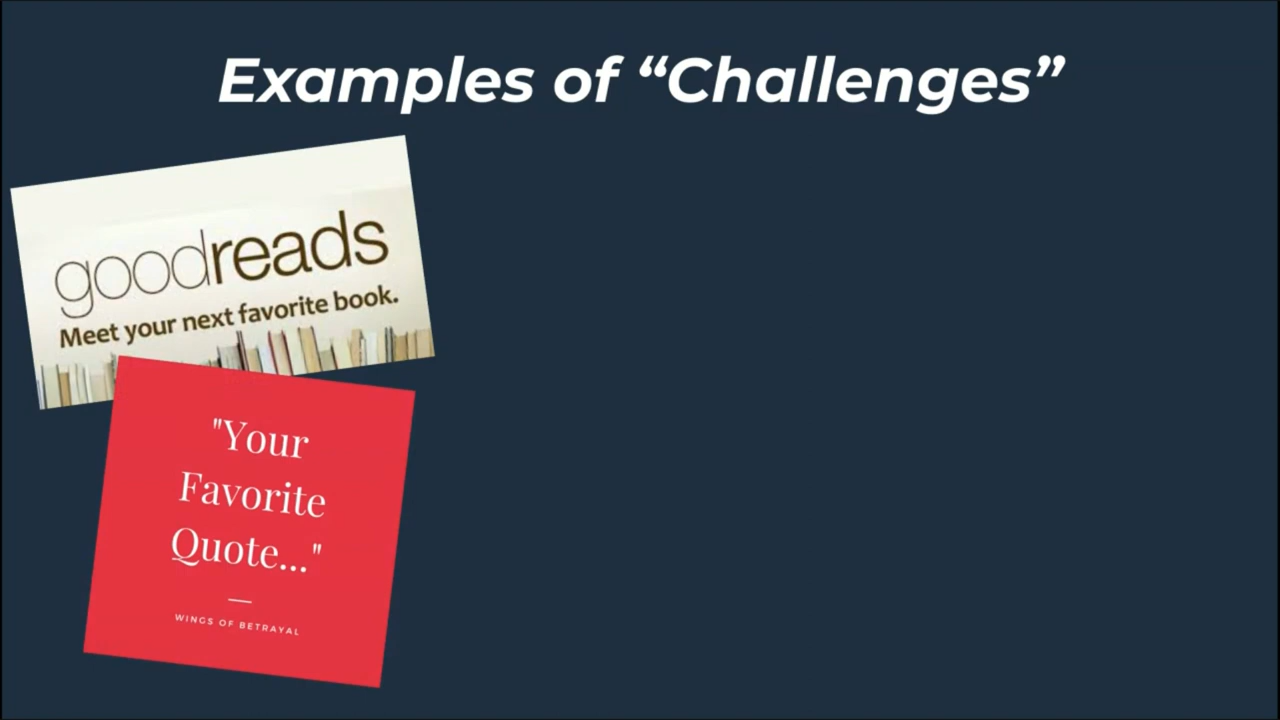 Examples of “Challenges”
goodreads
Meet your next favorite book.
"Your
Favorite
Quote..."
WINGS OF BETRAYAL